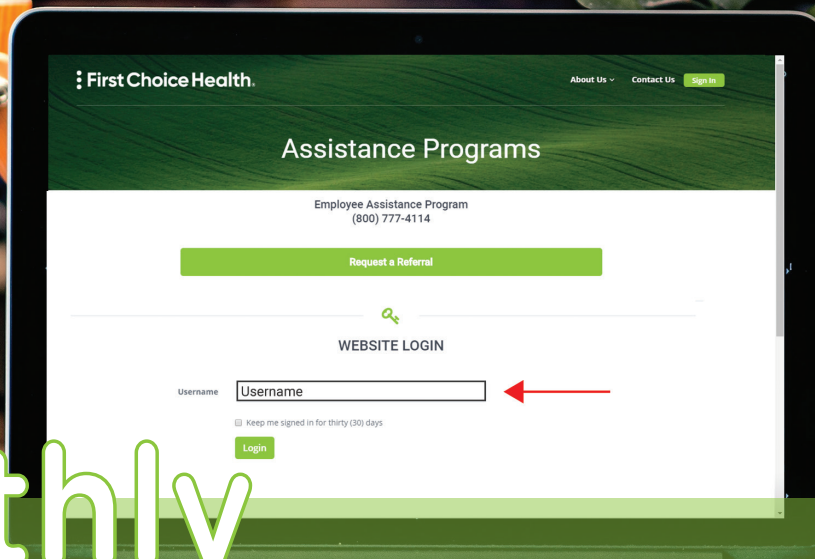 First Choice Health.
About Us
Contact Us
Sign In
Assistance Programs
Employee Assistance Program
(800) 777-4114
Request a Referral
WEBSITE LOGIN
Username
Username
Keep me signed in for thirty (30) days
Login
thly